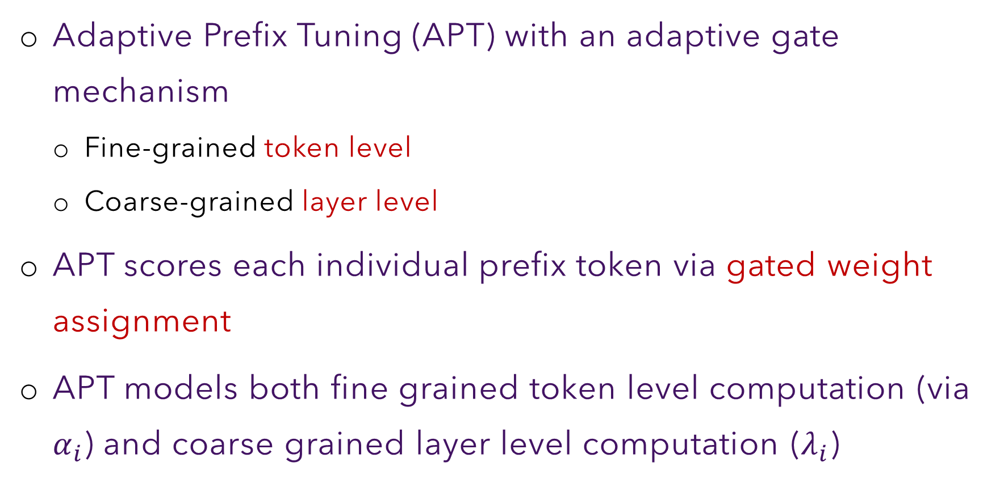 ○ Adaptive Prefix Tuning (APT) with an adaptive gate
mechanism
○ Fine-grained token level
○ Coarse-grained layer level
○ APT scores each individual prefix token via gated weight
assignment
○ APT models both fine grained token level computation (via
𝛼ᵢ) and coarse grained layer level computation (𝜆ᵢ)